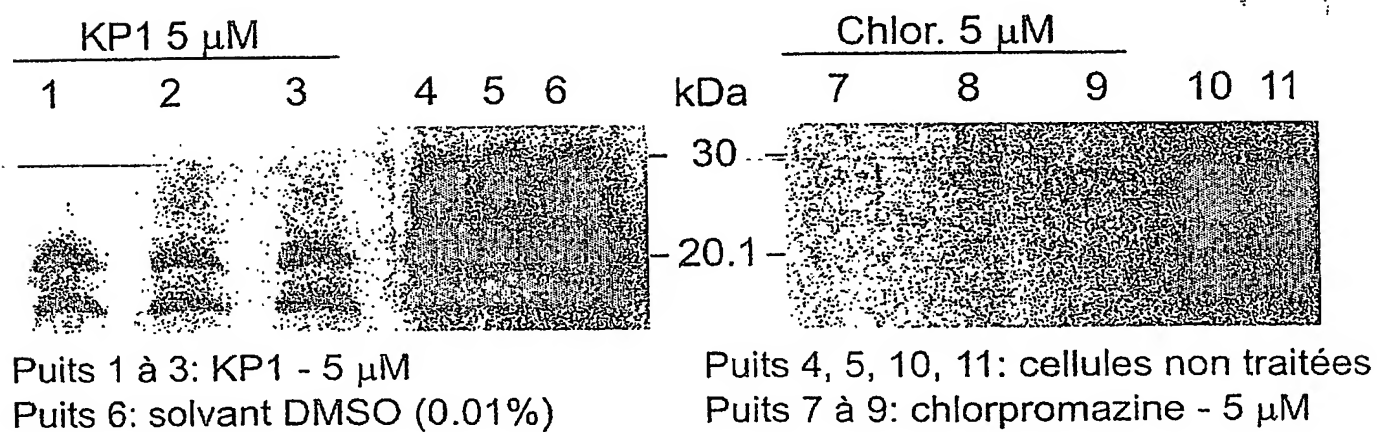 KP1 5 μM
Chlor. 5 μM
1 2 3 4 5 6 kDa 7 8 9 10 11
30
20.1
Puits 1 à 3: KP1 - 5 μM
Puits 6: solvant DMSO (0.01%)
Puits 4, 5, 10, 11: cellules non traitées
Puits 7 à 9: chlorpromazine - 5 μM